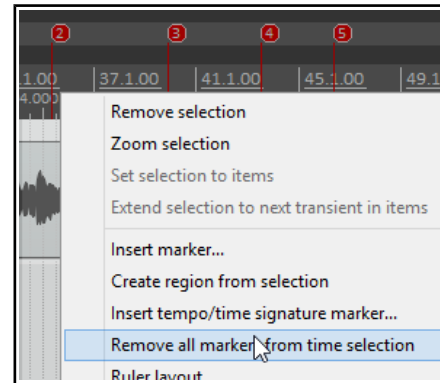 2 3 4 5
1.00 37.1.00 41.1.00 45.1.00 49.1
4.000
Remove selection
Zoom selection
Set selection to items
Extend selection to next transient in items
Insert marker...
Create region from selection
Insert tempo/time signature marker...
Remove all markers from time selection
Ruler layout